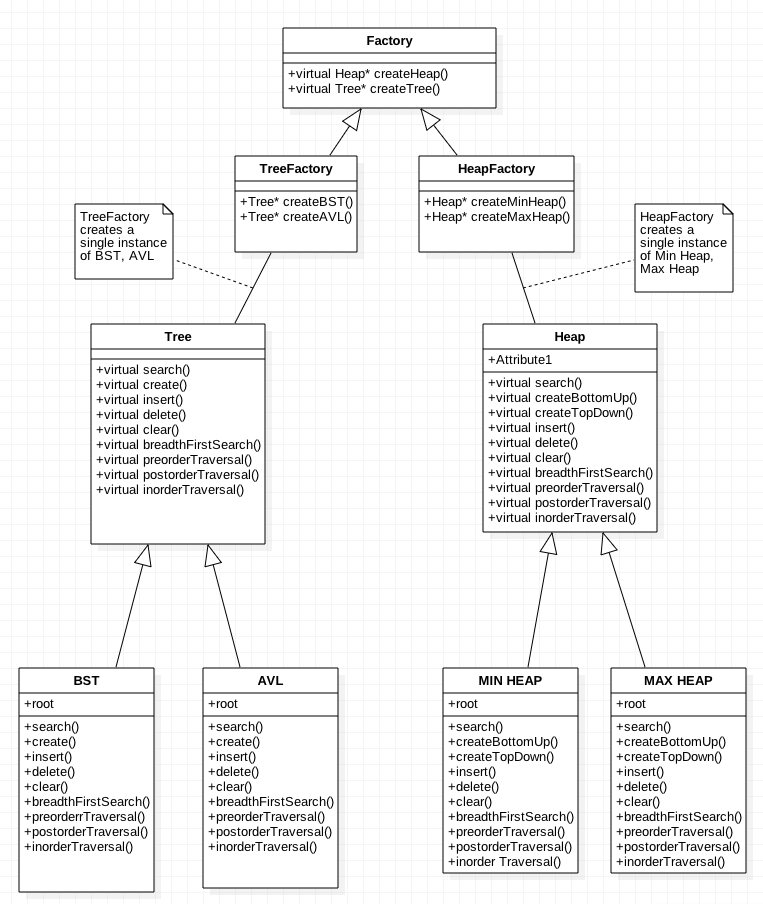 Factory
+virtual Heap* createHeap()
+virtual Tree* createTree()
TreeFactory
+Tree* createBST()
+Tree* createAVL()
HeapFactory
+Heap* createMinHeap()
+Heap* createMaxHeap()
TreeFactory
creates a
single instance
of BST, AVL
HeapFactory
creates a
single instance
of Min Heap,
Max Heap
Tree
+virtual search()
+virtual create()
+virtual insert()
+virtual delete()
+virtual clear()
+virtual breadthFirstSearch()
+virtual preorderTraversal()
+virtual postorderTraversal()
+virtual inorderTraversal()
Heap
+Attribute1
+virtual search()
+virtual createBottomUp()
+virtual createTopDown()
+virtual insert()
+virtual delete()
+virtual clear()
+virtual breadthFirstSearch()
+virtual preorderTraversal()
+virtual postorderTraversal()
+virtual inorderTraversal()
BST
+root
+search()
+create()
+insert()
+delete()
+clear()
+breadthFirstSearch()
+preorderrTraversal()
+postorderTraversal()
+inorderTraversal()
AVL
+root
+search()
+create()
+insert()
+delete()
+clear()
+breadthFirstSearch()
+preorderTraversal()
+postorderTraversal()
+inorderTraversal()
MIN HEAP
+root
+search()
+createBottomUp()
+createTopDown()
+insert()
+delete()
+clear()
+breadthFirstSearch()
+preorderTraversal()
+postorderTraversal()
+inorder Traversal()
MAX HEAP
+root
+search()
+createBottomUp()
+createTopDown()
+insert()
+delete()
+clear()
+breadthFirstSearch()
+preorderTraversal()
+postorderTraversal()
+inorderTraversal()